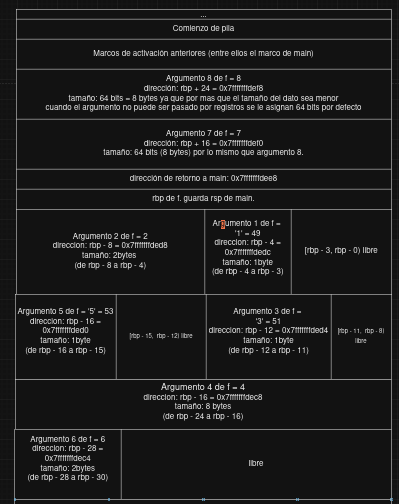 ...
Comienzo de pila
Marcos de activación anteriores (entre ellos el marco de main)
Argumento 8 de f = 8
dirección: rbp + 24 = 0x7fffffffdef8
tamaño: 64 bits = 8 bytes ya que por mas que el tamaño del dato sea menor
cuando el argumento no puede ser pasado por registros se le asignan 64 bits por defecto
Argumento 7 de f = 7
direccion: rbp + 16 = 0x7fffffffdef0
tamaño: 64 bits (8 bytes) por lo mismo que argumento 8.
dirección de retorno a main: 0x7fffffffdee8
rbp de f. guarda rsp de main.
Argumento 2 de f = 2
direccion: rbp - 8 = 0x7fffffffded8
tamaño: 2bytes
(de rbp - 8 a rbp - 4)
Argumento 1 de f =
'1' = 49
direccion: rbp - 4 =
0x7fffffffdedc
tamaño: 1byte
(de rbp - 4 a rbp - 3)
[rbp - 3, rbp - 0) libre
Argumento 5 de f = '5' = 53
direccion: rbp - 16 =
0x7fffffffded0
tamaño: 1byte
(de rbp - 16 a rbp - 15)
[rbp - 15, rbp - 12) libre
Argumento 3 de f =
'3' = 51
direccion: rbp - 12 = 0x7fffffffded4
tamaño: 1byte
(de rbp - 12 a rbp - 11)
[rbp - 11, rbp - 8)
libre
Argumento 4 de f = 4
direccion: rbp - 16 = 0x7fffffffdec8
tamaño: 8 bytes
(de rbp - 24 a rbp - 16)
Argumento 6 de f = 6
direccion: rbp - 28 =
0x7fffffffdec4
tamaño: 2bytes
(de rbp - 28 a rbp - 30)
libre